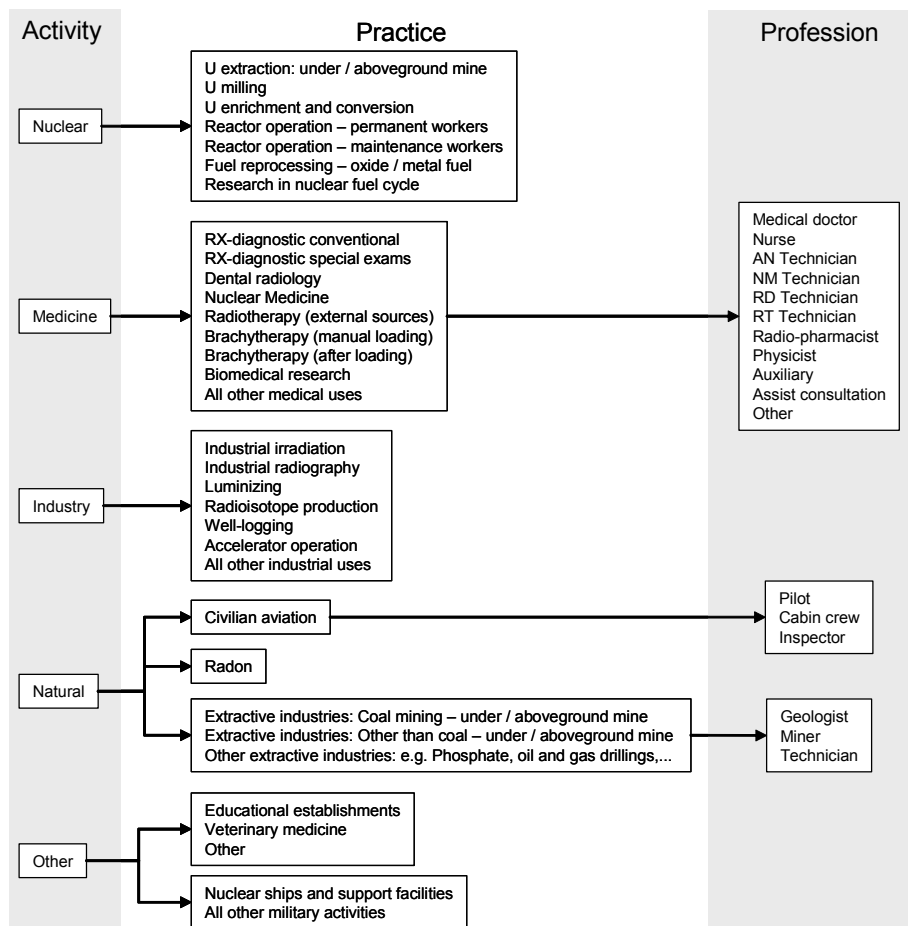 Activity
Practice
Profession
Nuclear
U extraction: under / aboveground mine
U milling
U enrichment and conversion
Reactor operation – permanent workers
Reactor operation – maintenance workers
Fuel reprocessing – oxide / metal fuel
Research in nuclear fuel cycle
Medicine
RX-diagnostic conventional
RX-diagnostic special exams
Dental radiology
Nuclear Medicine
Radiotherapy (external sources)
Brachytherapy (manual loading)
Brachytherapy (after loading)
Biomedical research
All other medical uses
Medical doctor
Nurse
AN Technician
NM Technician
RD Technician
RT Technician
Radio-pharmacist
Physicist
Auxiliary
Assist consultation
Other
Industry
Industrial irradiation
Industrial radiography
Luminizing
Radioisotope production
Well-logging
Accelerator operation
All other industrial uses
Natural
Civilian aviation
Pilot
Cabin crew
Inspector
Radon
Extractive industries: Coal mining – under / aboveground mine
Extractive industries: Other than coal – under / aboveground mine
Other extractive industries: e.g. Phosphate, oil and gas drillings,...
Geologist
Miner
Technician
Other
Educational establishments
Veterinary medicine
Other
Nuclear ships and support facilities
All other military activities